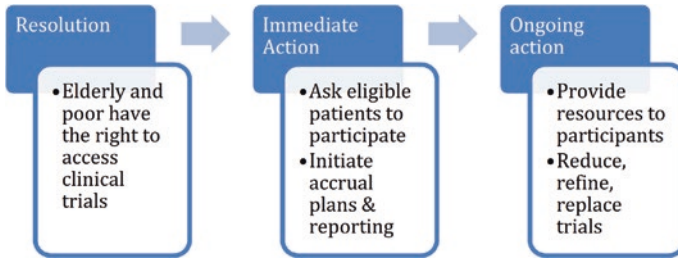 Resolution
•Elderly and
poor have
the right to
access
clinical
trials
Immediate
Action
•Ask eligible
patients to
participate
•Initiate
accrual
plans &
reporting
Ongoing
action
•Provide
resources to
participants
•Reduce,
refine,
replace
trials